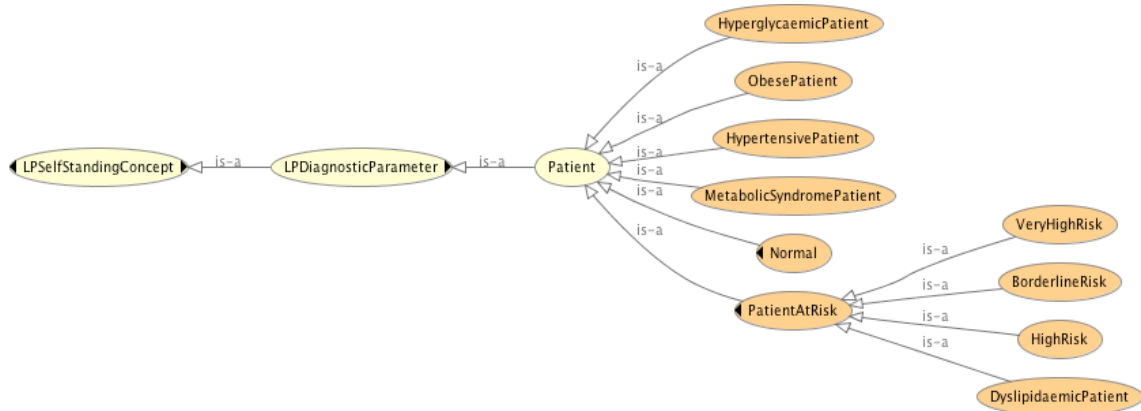 HyperglycaemicPatient
is-a
ObesePatient
is-a
HypertensivePatient
is-a
LPSelfStandingConcept
is-a
LPDiagnosticParameter
is-a
Patient
is-a
MetabolicSyndromePatient
is-a
Normal
is-a
PatientAtRisk
VeryHighRisk
is-a
BorderlineRisk
is-a
HighRisk
is-a
DyslipidaemicPatient
is-a